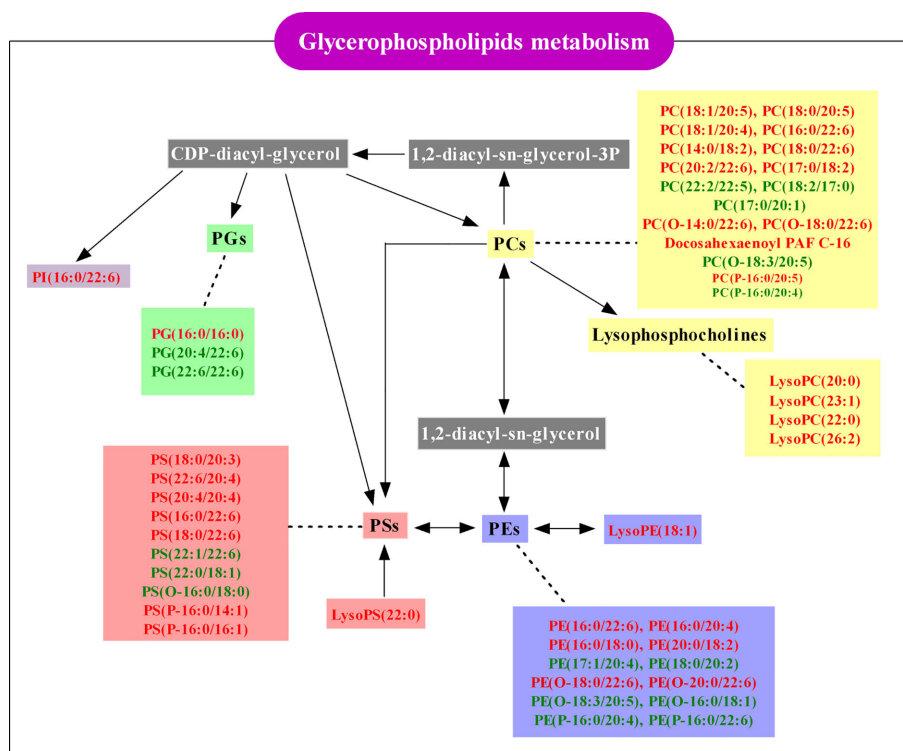 Glycerophospholipids metabolism
PC(18:1/20:5), PC(18:0/20:5)
PC(18:1/20:4), PC(16:0/22:6)
PC(14:0/18:2), PC(18:0/22:6)
PC(20:2/22:6), PC(17:0/18:2)
PC(22:2/22:5), PC(18:2/17:0)
PC(17:0/20:1)
PC(O-14:0/22:6), PC(O-18:0/22:6)
Docosahexaenoyl PAF C-16
PC(O-18:3/20:5)
PC(P-16:0/20:5)
PC(P-16:0/20:4)
CDP-diacyl-glycerol
1,2-diacyl-sn-glycerol-3P
PGs
PCs
PI(16:0/22:6)
PG(16:0/16:0)
PG(20:4/22:6)
PG(22:6/22:6)
Lysophosphocholines
LysoPC(20:0)
LysoPC(23:1)
LysoPC(22:0)
LysoPC(26:2)
1,2-diacyl-sn-glycerol
PS(18:0/20:3)
PS(22:6/20:4)
PS(20:4/20:4)
PS(16:0/22:6)
PS(18:0/22:6)
PS(22:1/22:6)
PS(22:0/18:1)
PS(O-16:0/18:0)
PS(P-16:0/14:1)
PS(P-16:0/16:1)
PSs
PEs
LysoPE(18:1)
LysoPS(22:0)
PE(16:0/22:6), PE(16:0/20:4)
PE(16:0/18:0), PE(20:0/18:2)
PE(17:1/20:4), PE(18:0/20:2)
PE(O-18:0/22:6), PE(O-20:0/22:6)
PE(O-18:3/20:5), PE(O-16:0/18:1)
PE(P-16:0/20:4), PE(P-16:0/22:6)